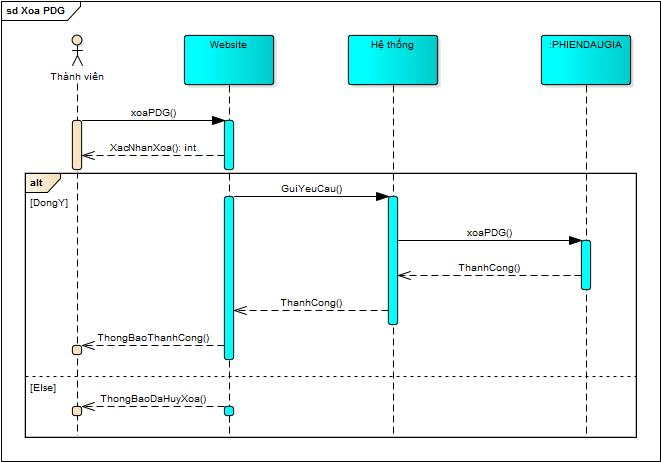 sd Xoa PDG
Website
Hệ thống
:PHIENDAUGIA
Thành viên
xoaPDG()
XacNhanXoa(): int
alt
[DongY]
GuiYeuCau()
xoaPDG()
ThanhCong()
ThanhCong()
ThongBaoThanhCong()
[Else]
ThongBaoDaHuyXoa()